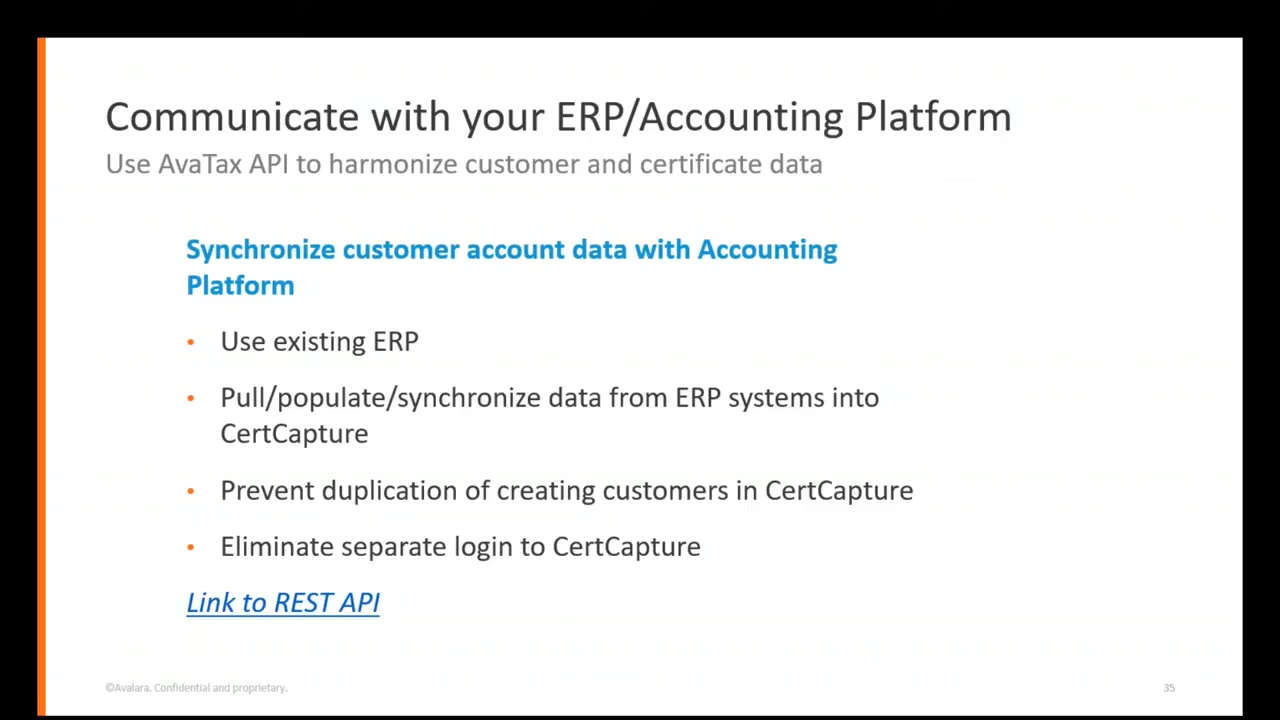 Communicate with your ERP/Accounting Platform
Use AvaTax API to harmonize customer and certificate data
Synchronize customer account data with Accounting
Platform
• Use existing ERP
• Pull/populate/synchronize data from ERP systems into
CertCapture
• Prevent duplication of creating customers in CertCapture
• Eliminate separate login to CertCapture
Link to REST API
©Avalara. Confidential and proprietary.
35